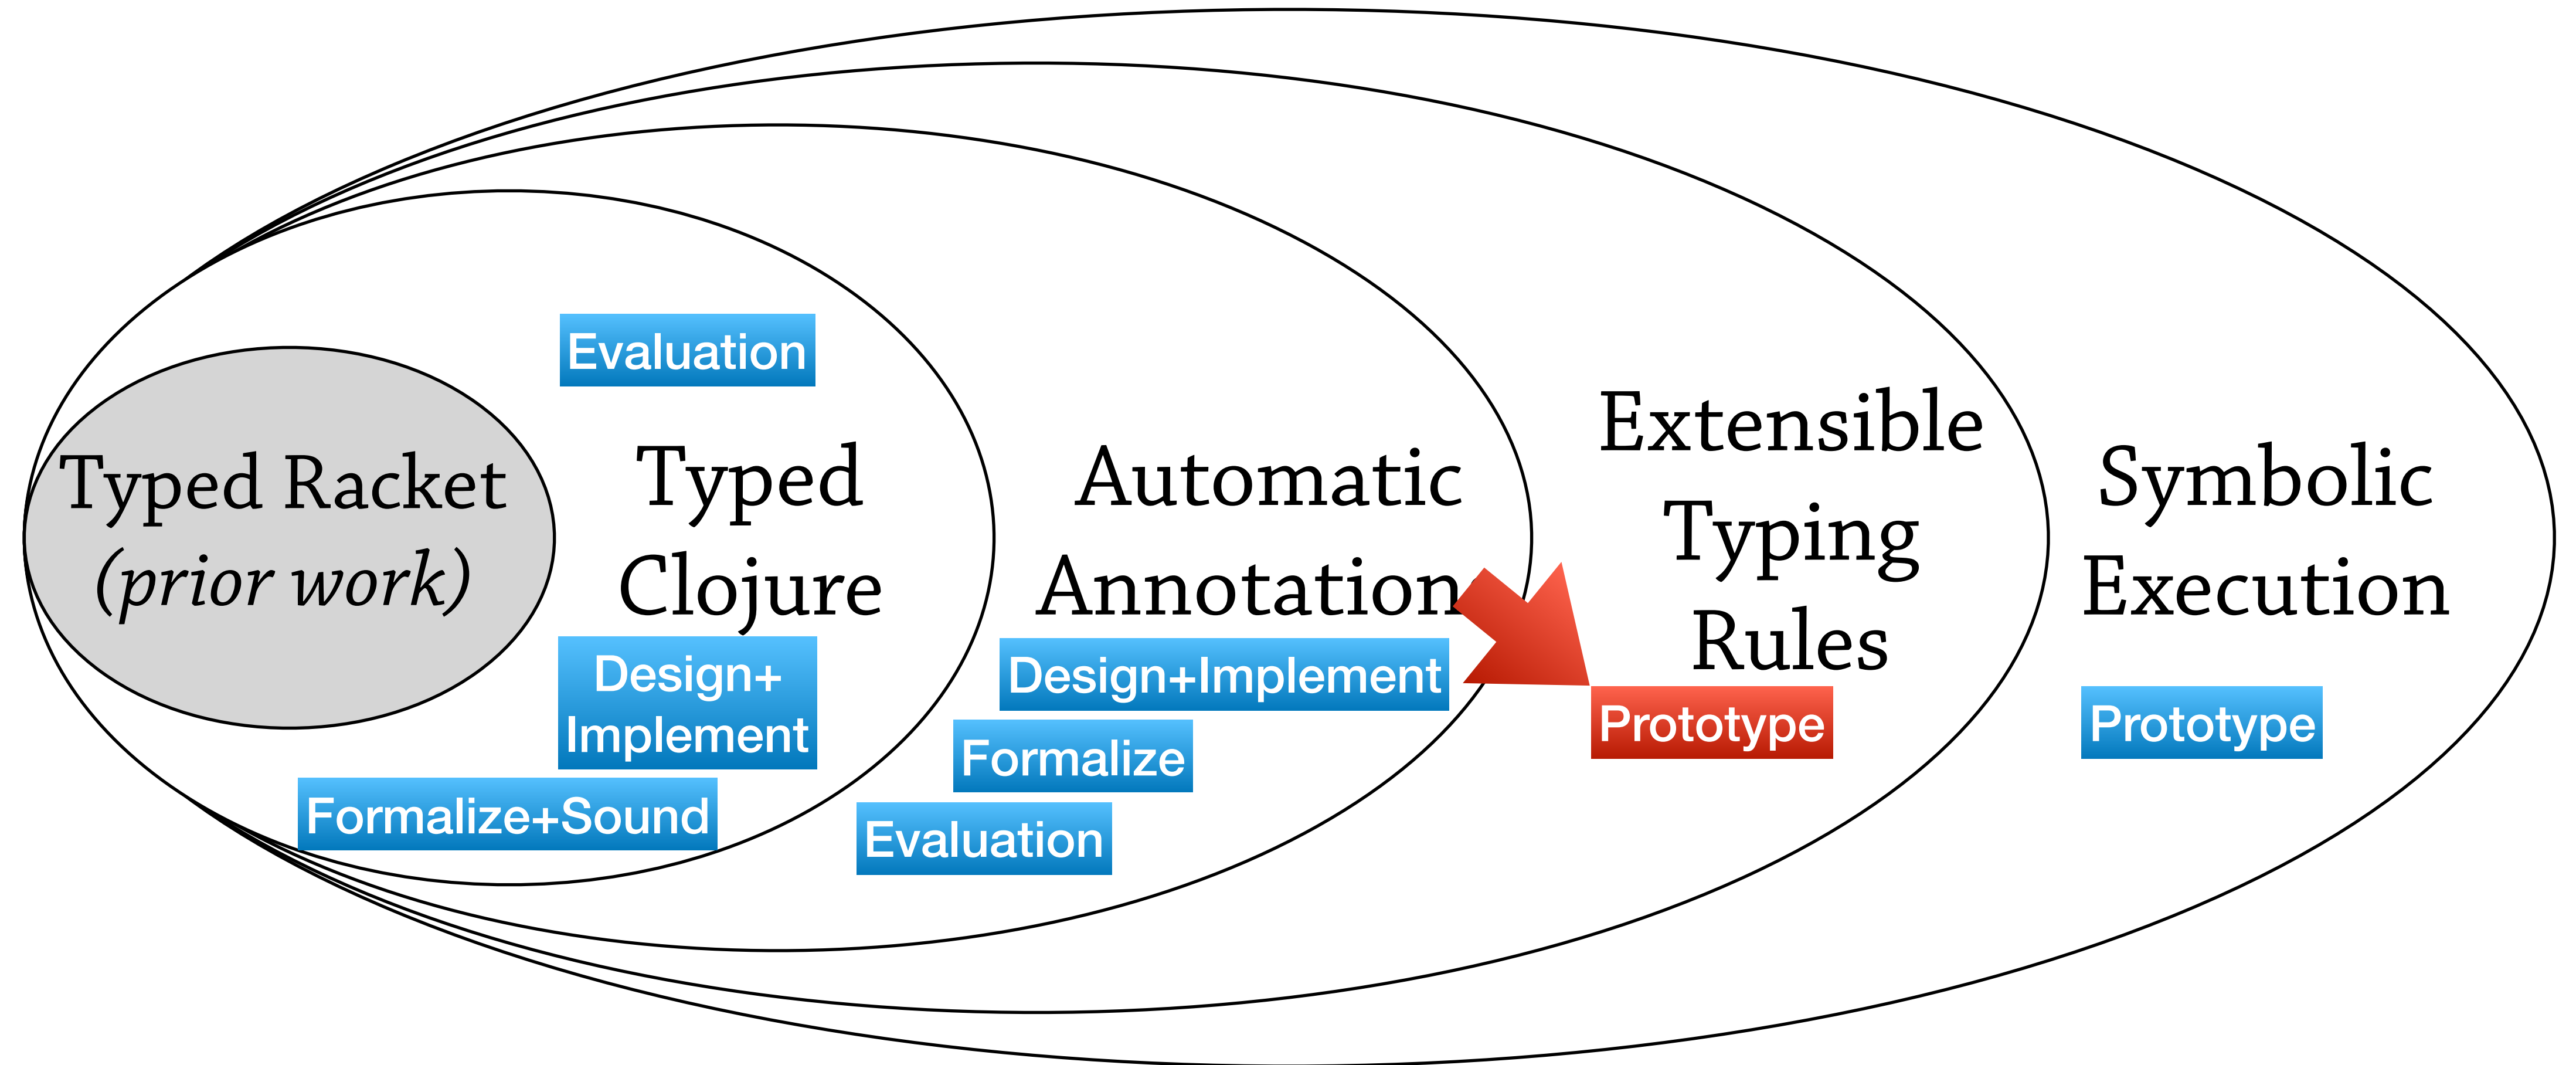 Typed Racket
(prior work)
Evaluation
Typed
Clojure
Design+
Implement
Formalize+Sound
Automatic
Annotation
Design+Implement
Formalize
Evaluation
Extensible
Typing
Rules
Prototype
Symbolic
Execution
Prototype